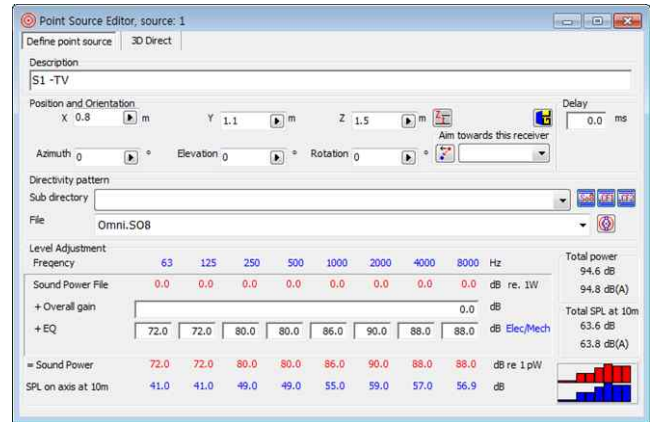 Point Source Editor, source: 1
Define point source 3D Direct
Description
S1 -TV
Position and Orientation Delay
X 0.8 m Y 1.1 m Z 1.5 m 0.0 ms
Aim towards this receiver
Azimuth 0 ° Elevation 0 ° Rotation 0 °
Directivity pattern
Sub directory
File Omni.SO8
Level Adjustment
Freqency 63 125 250 500 1000 2000 4000 8000 Hz
Sound Power File 0.0 0.0 0.0 0.0 0.0 0.0 0.0 0.0 dB re. 1W
+ Overall gain 0.0 dB
+ EQ 72.0 72.0 80.0 80.0 86.0 90.0 88.0 88.0 dB Elec/Mech
= Sound Power 72.0 72.0 80.0 80.0 86.0 90.0 88.0 88.0 dB re 1 pW
SPL on axis at 10m 41.0 41.0 49.0 49.0 55.0 59.0 57.0 56.9 dB
Total power
94.6 dB
94.8 dB(A)
Total SPL at 10m
63.6 dB
63.8 dB(A)